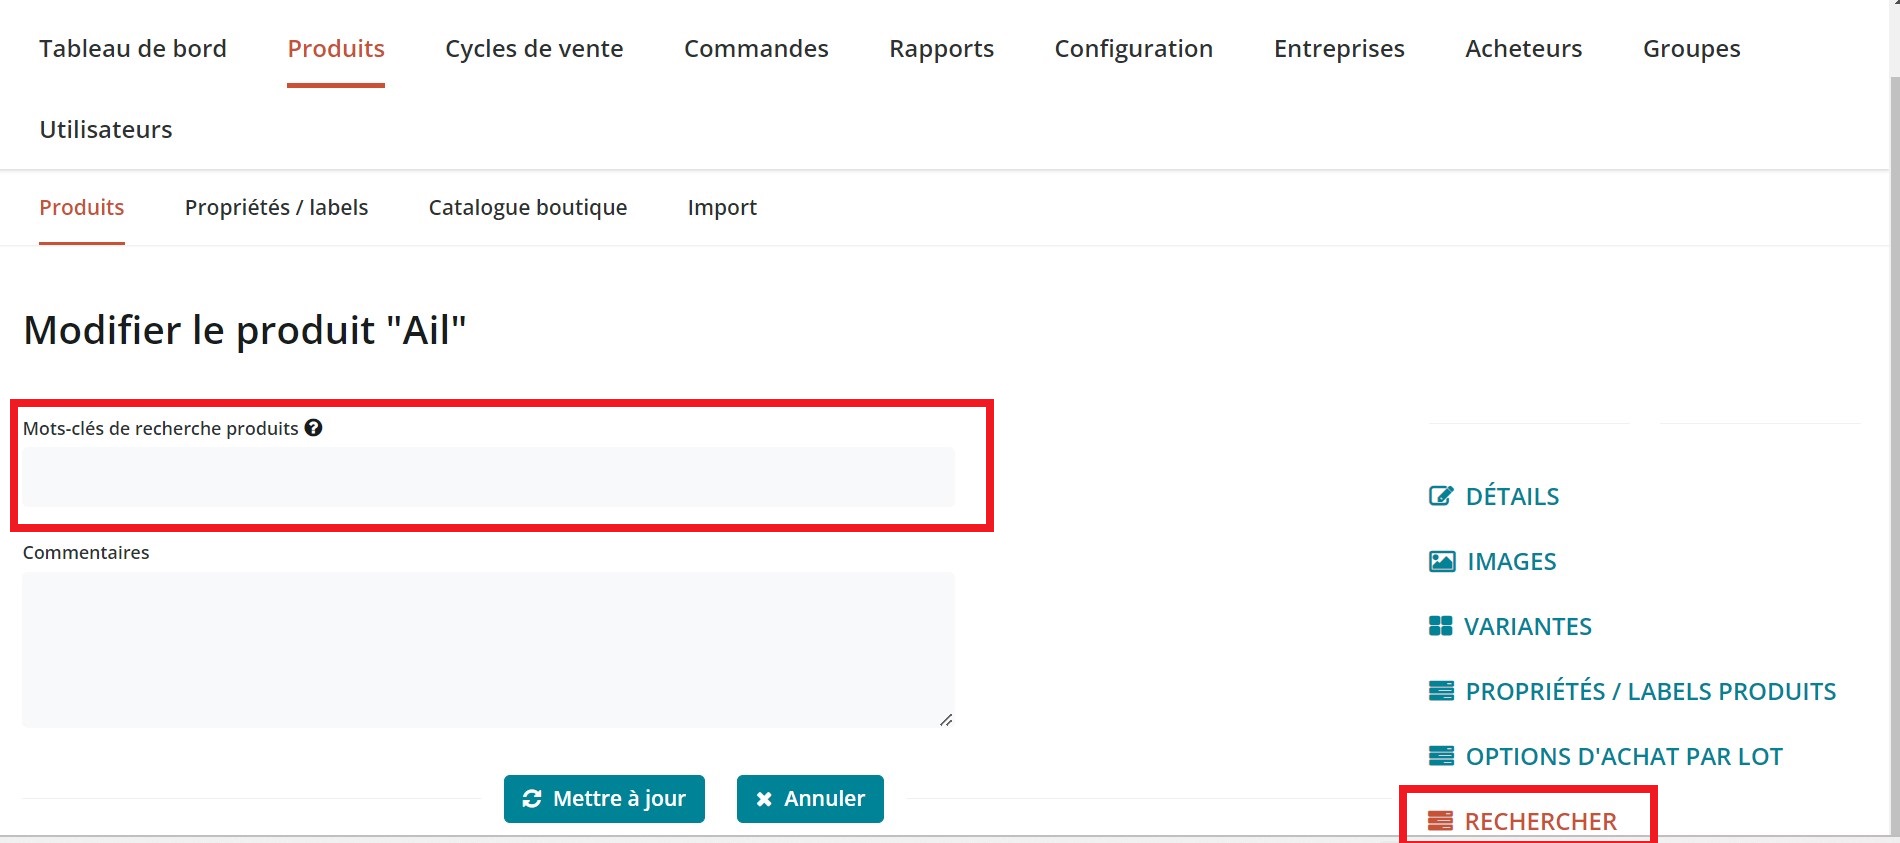 Tableau de bord Produits Cycles de vente Commandes Rapports Configuration Entreprises Acheteurs Groupes
Utilisateurs
Produits Propriétés / labels Catalogue boutique Import
Modifier le produit "Ail"
Mots-clés de recherche produits ?
Commentaires
Mettre à jour Annuler
DÉTAILS
IMAGES
VARIANTES
PROPRIÉTÉS / LABELS PRODUITS
OPTIONS D'ACHAT PAR LOT
RECHERCHER